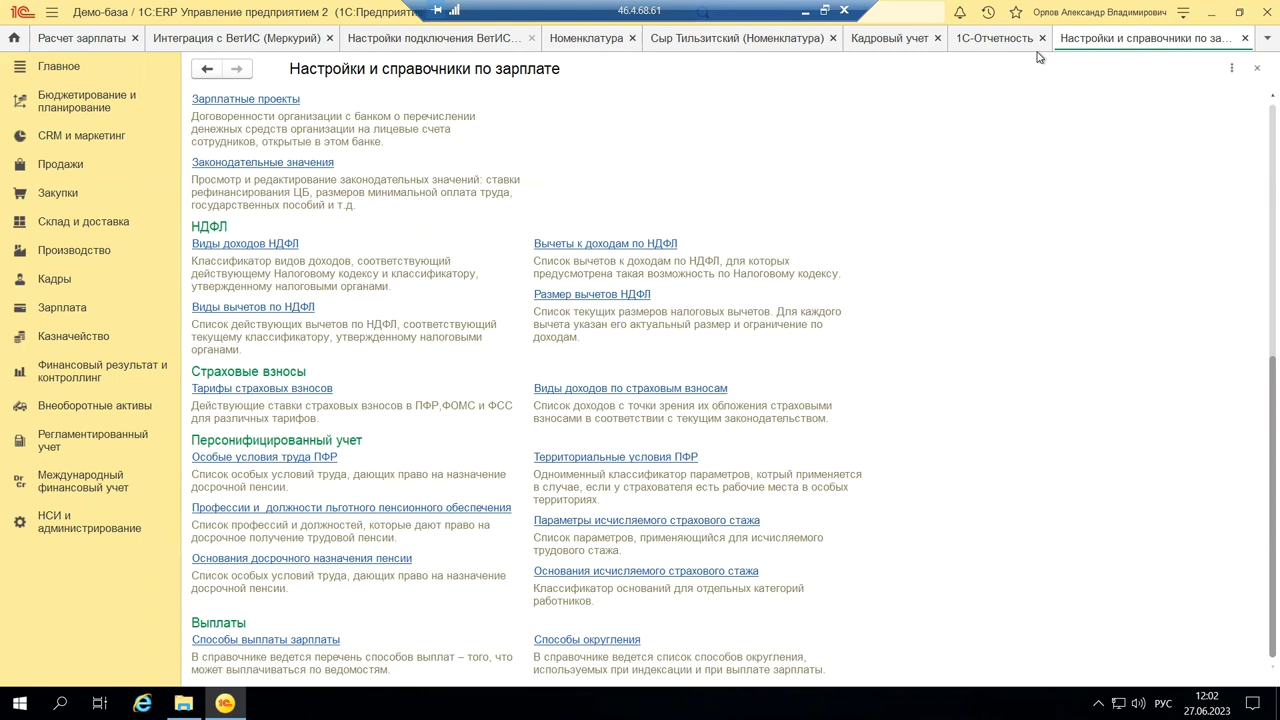 Демо-база / 1С:ERP Управление предприятием 2 (1С:Предприяти
46.4.68.61
Орлов Александр Владимирович
Расчет зарплаты
Интеграция с ВетИС (Меркурий)
Настройки подключения ВетИС…
Номенклатура
Сыр Тильзитский (Номенклатура)
Кадровый учет
1С-Отчетность
Настройки и справочники по за…
Главное
Бюджетирование и
планирование
CRM и маркетинг
Продажи
Закупки
Склад и доставка
Производство
Кадры
Зарплата
Казначейство
Финансовый результат и
контроллинг
Внеоборотные активы
Регламентированный
учет
Международный
финансовый учет
НСИ и
администрирование
Настройки и справочники по зарплате
Зарплатные проекты
Договоренности организации с банком о перечислении
денежных средств организации на лицевые счета
сотрудников, открытые в этом банке.
Законодательные значения
Просмотр и редактирование законодательных значений: ставки
рефинансирования ЦБ, размеров минимальной оплата труда,
государственных пособий и т.д.
НДФЛ
Виды доходов НДФЛ
Классификатор видов доходов, соответствующий
действующему Налоговому кодексу и классификатору,
утвержденному налоговыми органами.
Виды вычетов по НДФЛ
Список действующих вычетов по НДФЛ, соответствующий
текущему классификатору, утвержденному налоговыми
органами.
Вычеты к доходам по НДФЛ
Список вычетов к доходам по НДФЛ, для которых
предусмотрена такая возможность по Налоговому кодексу.
Размер вычетов НДФЛ
Список текущих размеров налоговых вычетов. Для каждого
вычета указан его актуальный размер и ограничение по
доходам.
Страховые взносы
Тарифы страховых взносов
Действующие ставки страховых взносов в ПФР,ФОМС и ФСС
для различных тарифов.
Виды доходов по страховым взносам
Список доходов с точки зрения их обложения страховыми
взносами в соответствии с текущим законодательством.
Персонифицированный учет
Особые условия труда ПФР
Список особых условий труда, дающих право на назначение
досрочной пенсии.
Профессии и должности льготного пенсионного обеспечения
Список профессий и должностей, которые дают право на
досрочное получение трудовой пенсии.
Основания досрочного назначения пенсии
Список особых условий труда, дающих право на назначение
досрочной пенсии.
Территориальные условия ПФР
Одноименный классификатор параметров, котрый применяется
в случае, если у страхователя есть рабочие места в особых
территориях.
Параметры исчисляемого страхового стажа
Список параметров, применяющийся для исчисляемого
трудового стажа.
Основания исчисляемого страхового стажа
Классификатор оснований для отдельных категорий
работников.
Выплаты
Способы выплаты зарплаты
В справочнике ведется перечень способов выплат – того, что
может выплачиваться по ведомостям.
Способы округления
В справочнике ведется список способов округления,
используемых при индексации и при выплате зарплаты.
РУС
12:02
27.06.2023